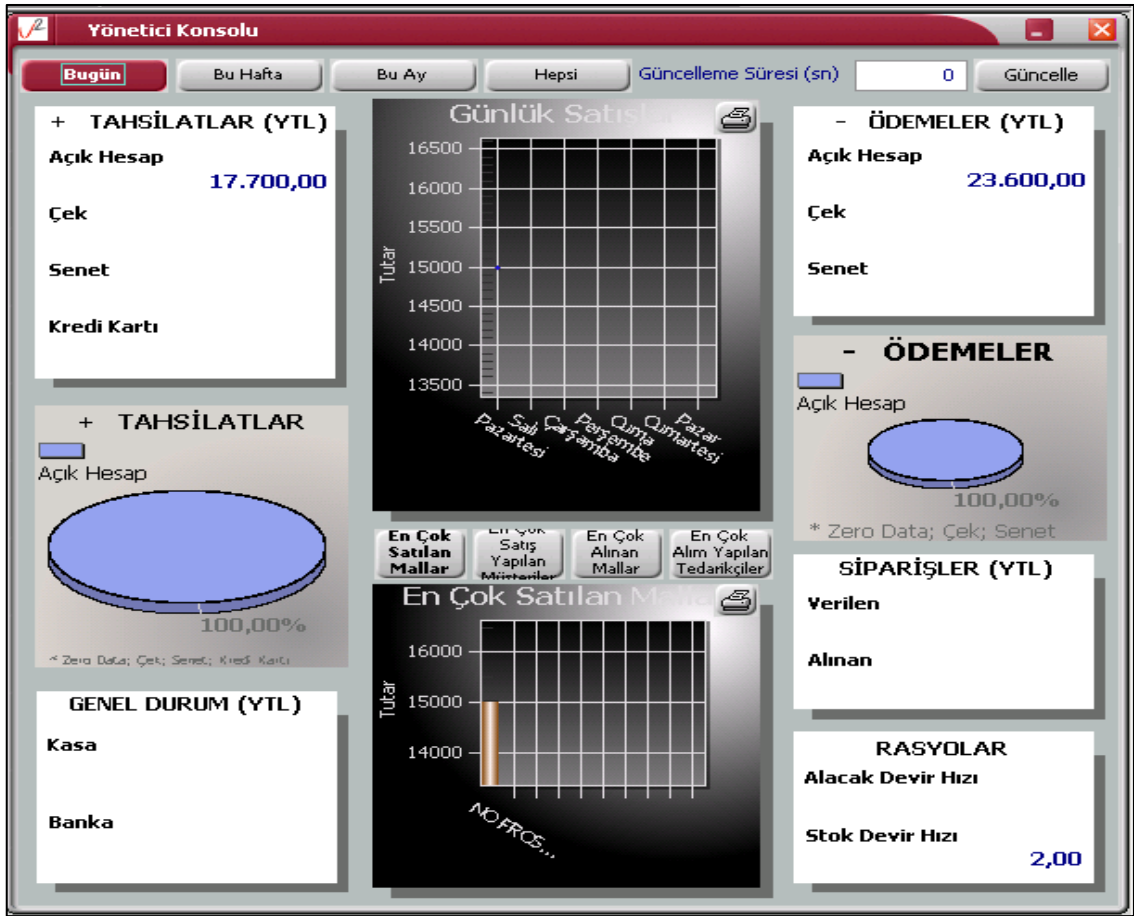 Yönetici Konsolu
Bugün
Bu Hafta
Bu Ay
Hepsi
Güncelleme Süresi (sn)
0
Güncelle
+ TAHSİLATLAR (YTL)
Açık Hesap
17.700,00
Çek
Senet
Kredi Kartı
+ TAHSİLATLAR
Açık Hesap
100,00%
* Zero Data; Çek; Senet; Kredi Kartı
GENEL DURUM (YTL)
Kasa
Banka
Günlük Satışlar
Tutar
16500
16000
15500
15000
14500
14000
13500
Pazartesi
Salı
Çarşamba
Perşembe
Cuma
Cumartesi
Pazar
En Çok
Satılan
Mallar
En Çok
Satış
Yapılan
Müşteriler
En Çok
Alınan
Mallar
En Çok
Alım Yapılan
Tedarikçiler
En Çok Satılan Malla
Tutar
16000
15000
14000
NO FROS...
- ÖDEMELER (YTL)
Açık Hesap
23.600,00
Çek
Senet
- ÖDEMELER
Açık Hesap
100,00%
* Zero Data; Çek; Senet
SİPARİŞLER (YTL)
Verilen
Alınan
RASYOLAR
Alacak Devir Hızı
Stok Devir Hızı
2,00